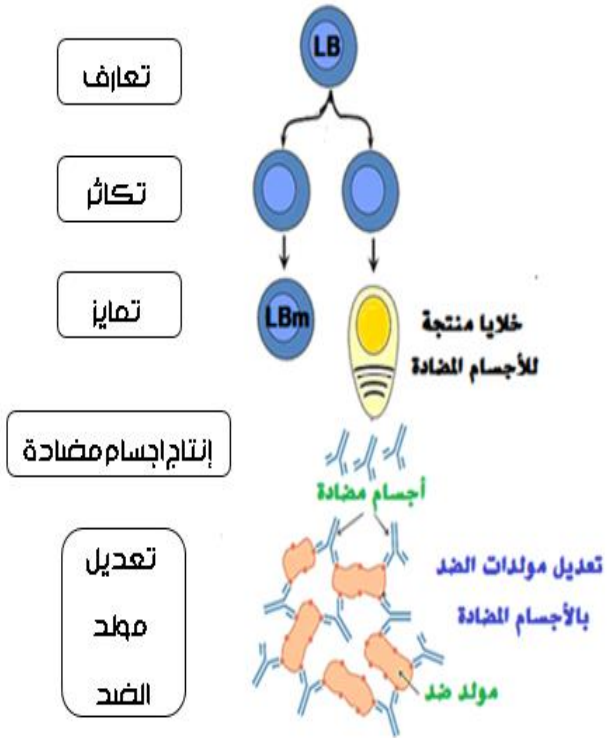 LB
تعارف
تكاثر
تمايز
LBm
خلايا منتجة
للأجسام المضادة
إنتاج اجسام مضادة
أجسام مضادة
تعديل
مولد
الضد
تعديل مولدات الضد
بالأجسام المضادة
مولد ضد